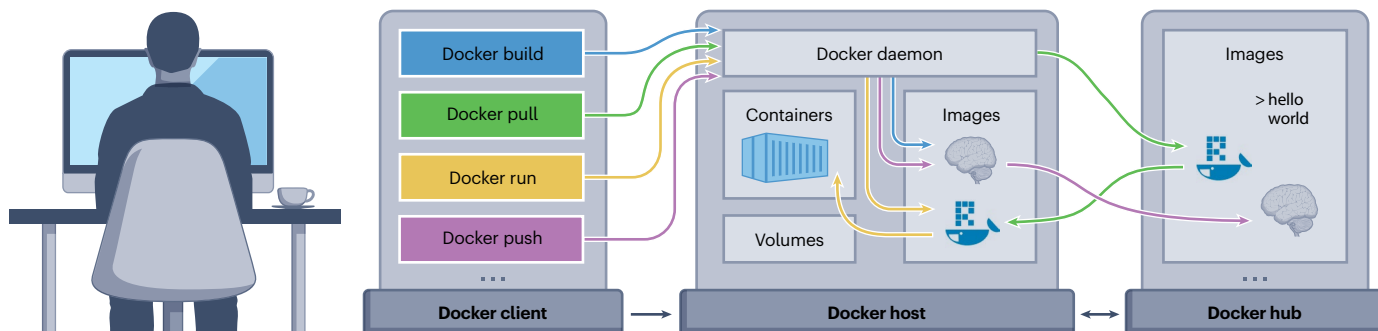 Docker build
Docker pull
Docker run
Docker push
...
Docker client
Docker daemon
Containers
Images
Volumes
Docker host
Images
> hello
world
R
R
...
Docker hub